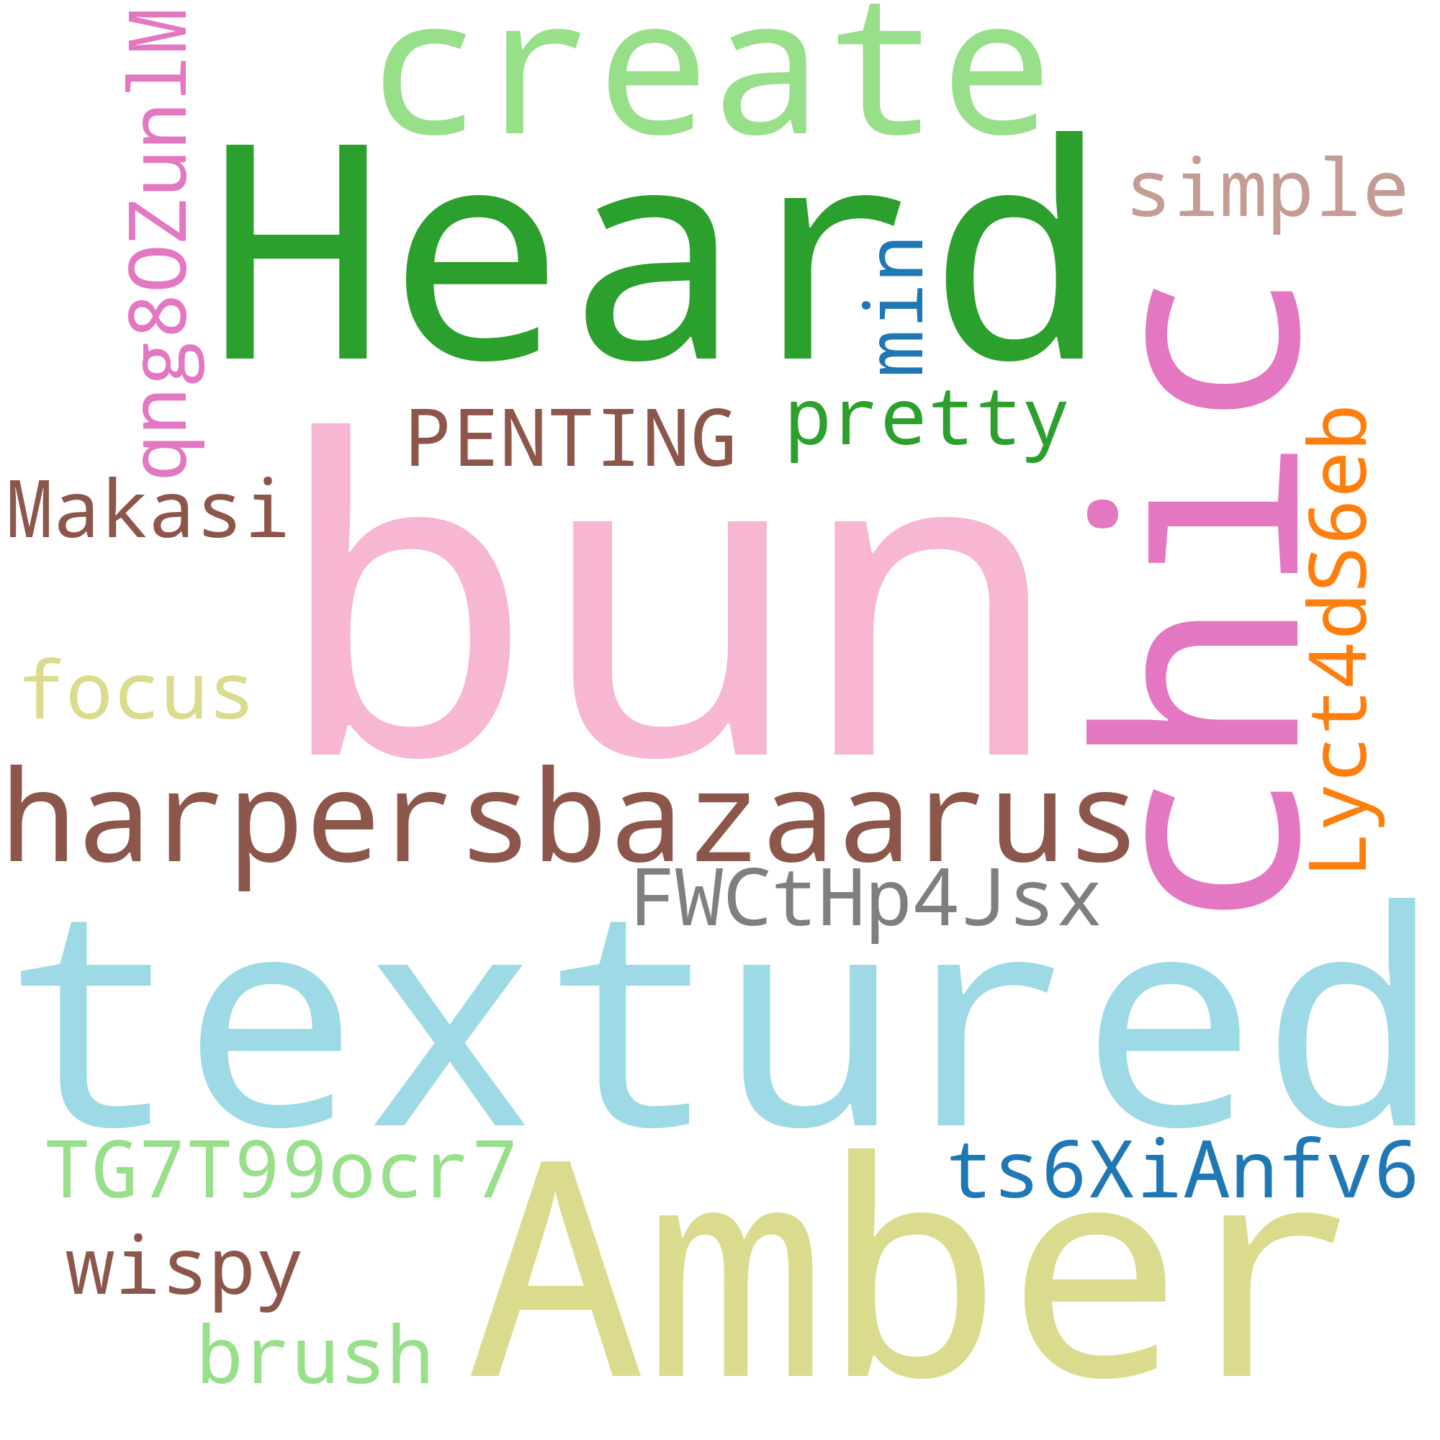 create
qng8OZunlM
Heard
simple
min
chic
pretty
PENTING
Lyct4dS6eb
bun
Makasi
focus
harpersbazaarus
FWCtHp4Jsx
textured
TG7T99ocr7
ts6XiAnfv6
Amber
wispy
brush